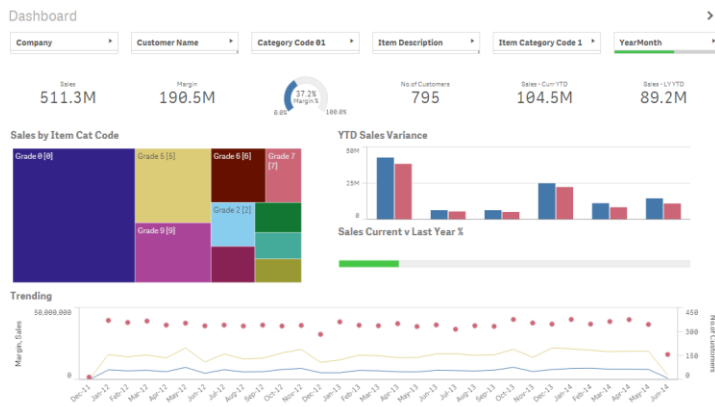 Dashboard
Company
Customer Name
Category Code 01
Item Description
Item Category Code 1
YearMonth
Sales
511.3M
Margin
190.5M
37.2%
Margin %
0.0%
100.0%
No of Customers
795
Sales - Curr YTD
104.5M
Sales - LY YTD
89.2M
Sales by Item Cat Code
Grade 0 [0]
Grade 5 [5]
Grade 9 [9]
Grade 6 [6]
Grade 7 [7]
Grade 2 [2]
YTD Sales Variance
50M
25M
0
Sales Current v Last Year %
Trending
Margin, Sales
50,000,000
0
450
300
150
0
No of Customers
Dec-11
Jan-12
Feb-12
Mar-12
Apr-12
May-12
Jun-12
Jul-12
Aug-12
Sep-12
Oct-12
Nov-12
Dec-12
Jan-13
Feb-13
Mar-13
Apr-13
May-13
Jun-13
Jul-13
Aug-13
Sep-13
Oct-13
Nov-13
Dec-13
Jan-14
Feb-14
Mar-14
Apr-14
May-14
Jun-14